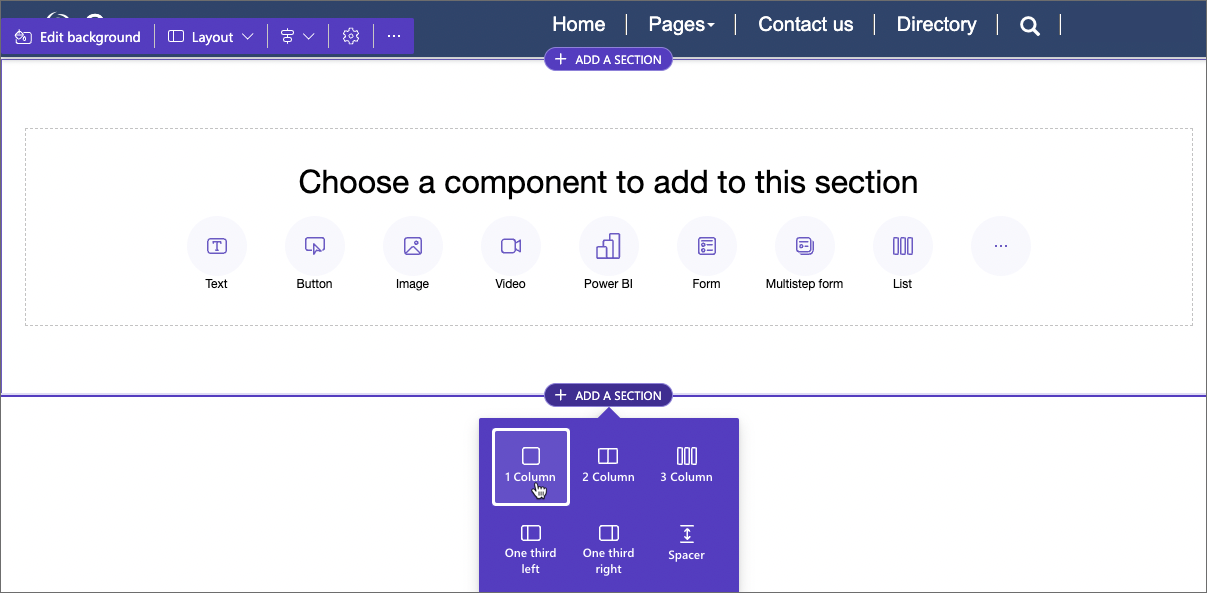 Home Pages Contact us Directory
Edit background Layout
ADD A SECTION
Choose a component to add to this section
Text Button Image Video Power BI Form Multistep form List
ADD A SECTION
1 Column 2 Column 3 Column
One third One third Spacer
left right